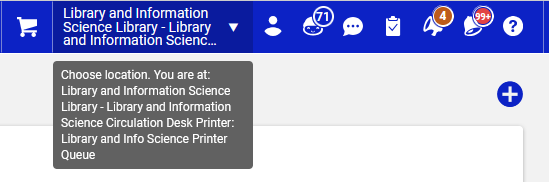 Library and Information
Science Library - Library
and Information Scienc...
71
4
99+
?
Choose location. You are at:
Library and Information Science
Library - Library and Information
Science Circulation Desk Printer:
Library and Info Science Printer
Queue